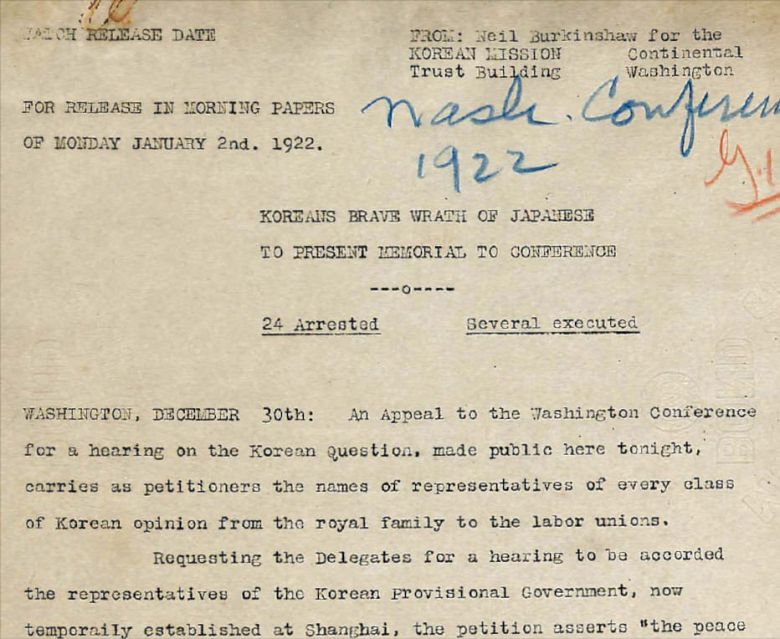 WATCH RELEASE DATE
FROM: Neil Burkinshaw for the
KOREAN MISSION Continental
Trust Building Washington
FOR RELEASE IN MORNING PAPERS
OF MONDAY JANUARY 2nd. 1922.
Wash. Conferen
1922
KOREANS BRAVE WRATH OF JAPANESE
TO PRESENT MEMORIAL TO CONFERENCE
---o----
24 Arrested Several executed
WASHINGTON, DECEMBER 30th: An Appeal to the Washington Conference
for a hearing on the Korean Question, made public here tonight,
carries as petitioners the names of representatives of every class
of Korean opinion from the royal family to the labor unions.
Requesting the Delegates for a hearing to be accorded
the representatives of the Korean Provisional Government, now
temporaily established at Shanghai, the petition asserts "the peace